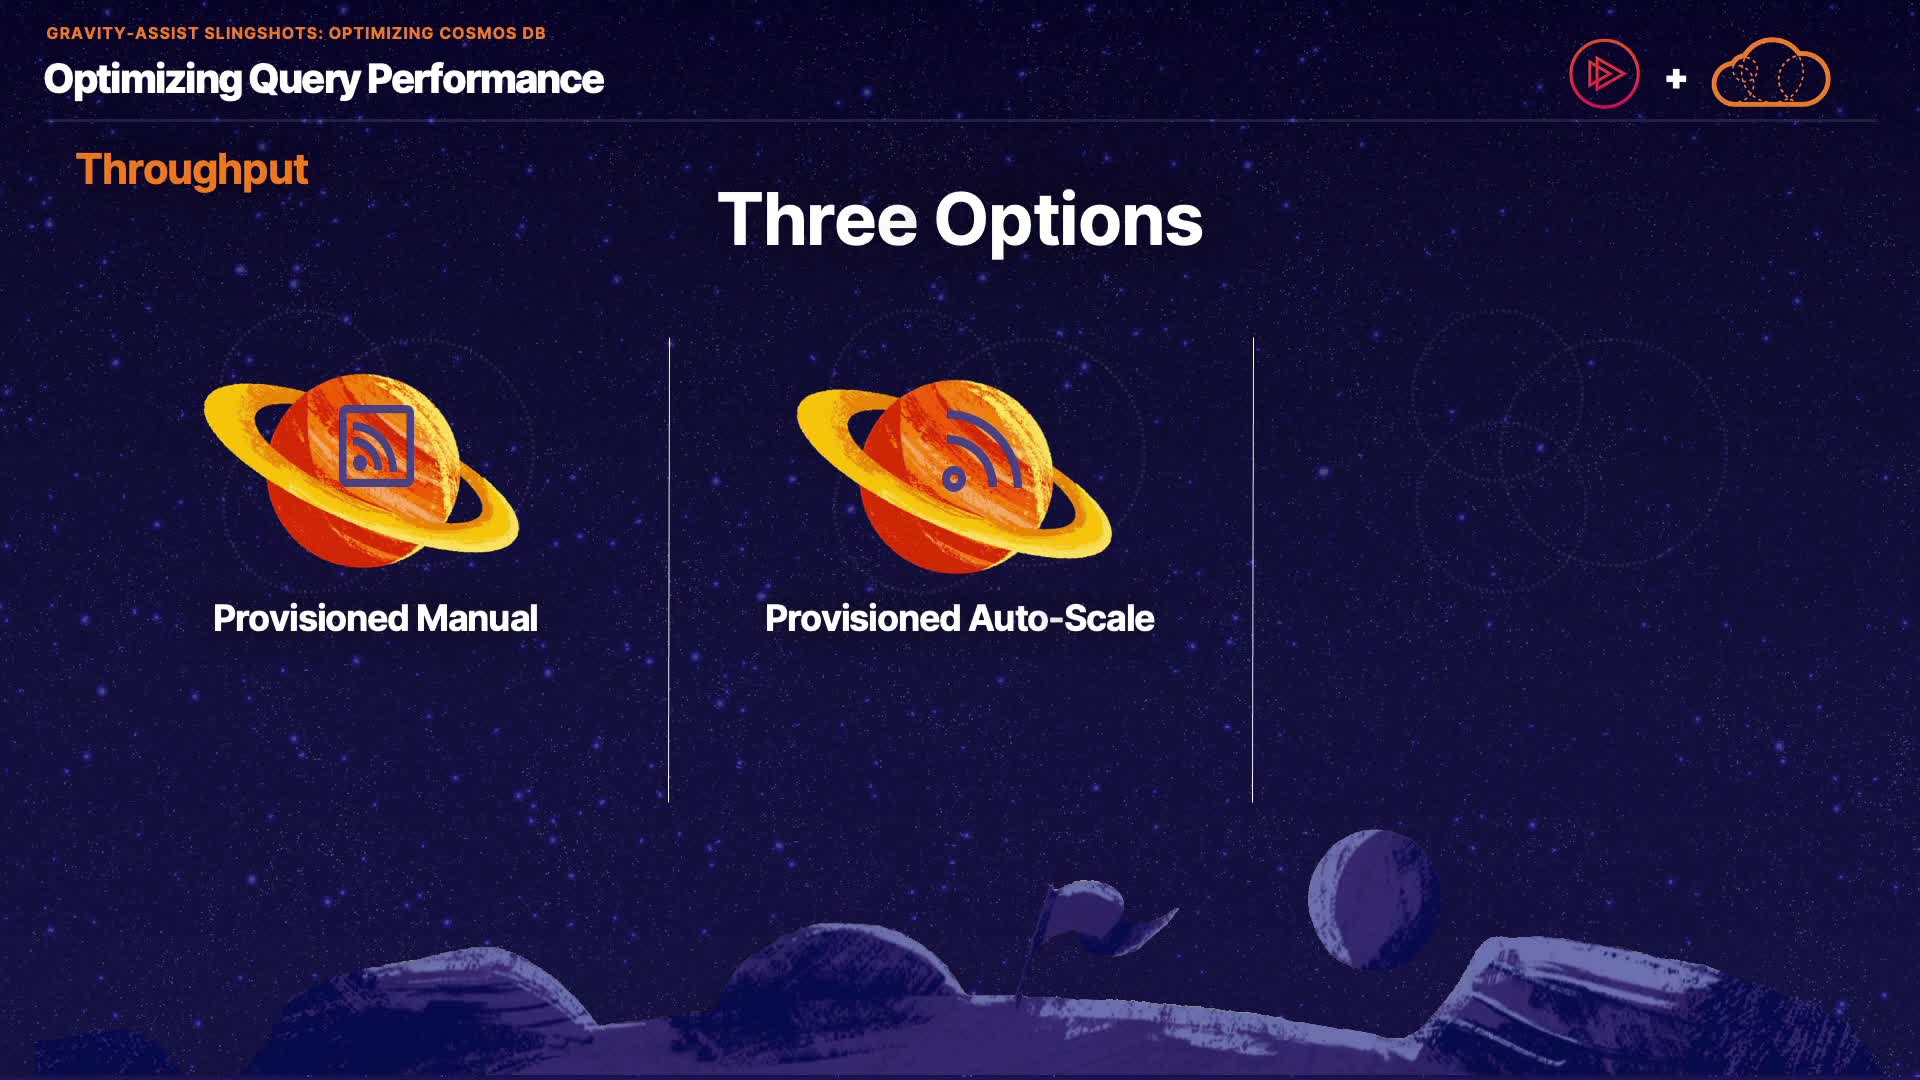 GRAVITY-ASSIST SLINGSHOTS: OPTIMIZING COSMOS DB
Optimizing Query Performance
+
Throughput
Three Options
Provisioned Manual
Provisioned Auto-Scale